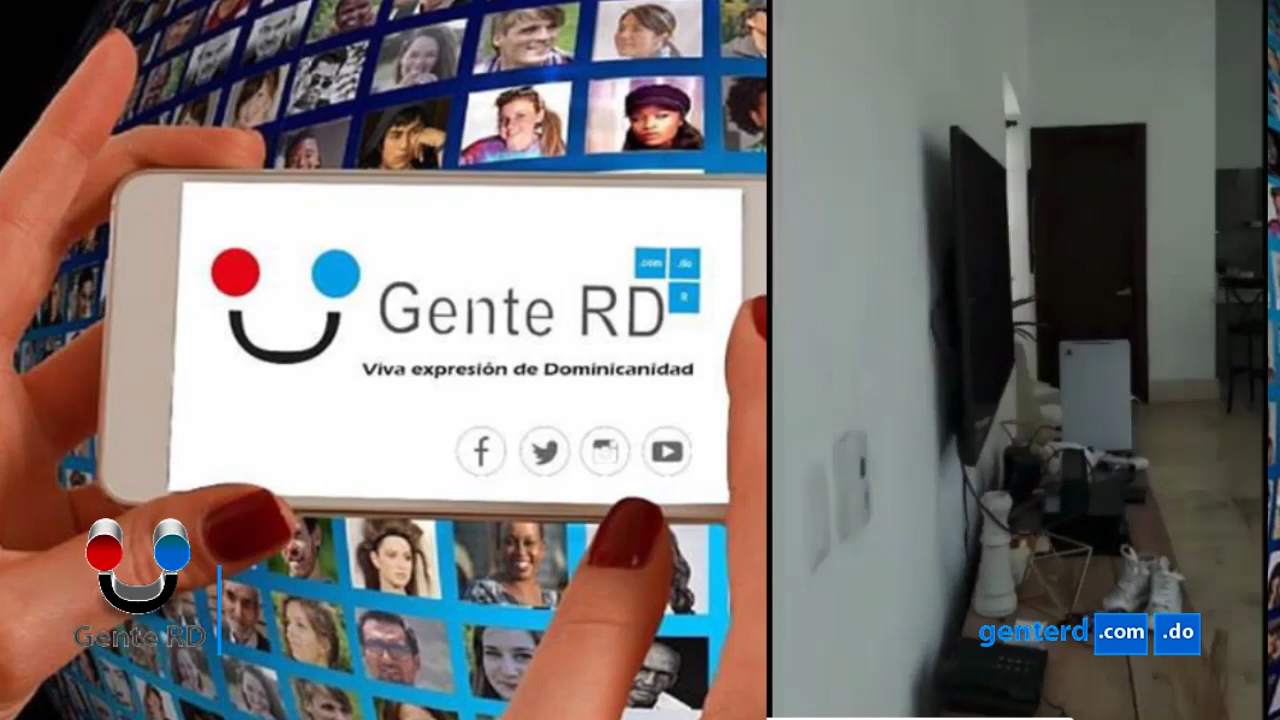 Gente RD
.com .do
R
Viva expresión de Dominicanidad
Gente RD
genterd .com .do